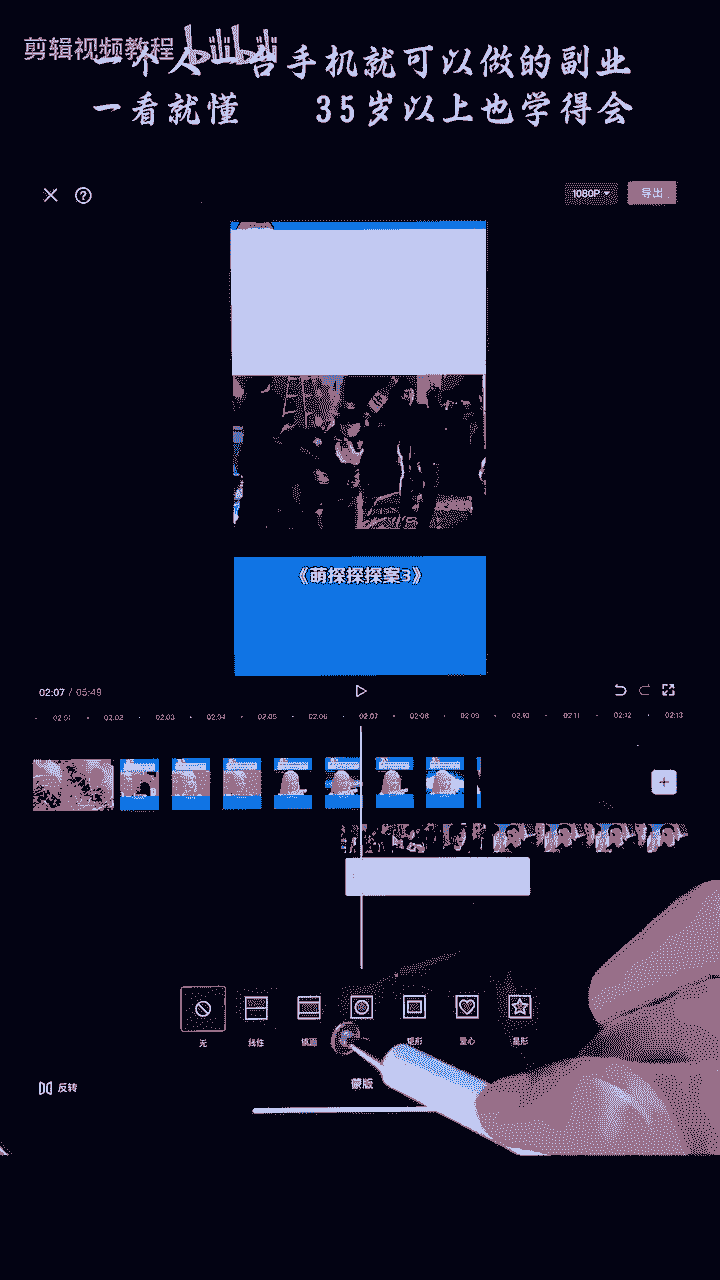 剪辑视频教程 bilibili
一个人一台手机就可以做的副业
一看就懂 35岁以上也学得会
1080P
导出
《萌探探探案3》
02:07 / 05:49
02:01 02:02 02:03 02:04 02:05 02:06 02:07 02:08 02:09 02:10 02:11 02:12 02:13
无 线性 镜面 矩形 爱心 星形
反转
蒙版